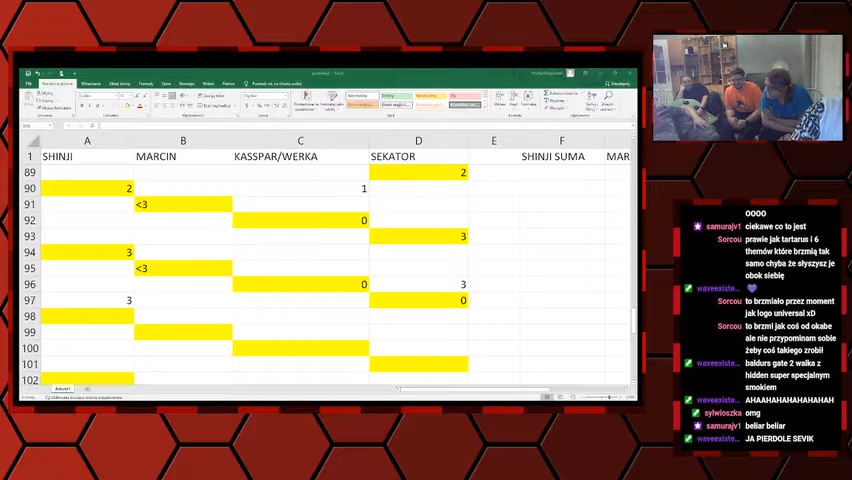 A B C D E F
1 SHINJI MARCIN KASSPAR/WERKA SEKATOR SHINJI SUMA MAR
89 2
90 2 1
91 <3
92 0
93 3
94 3
95 <3
96 0 3
97 3 0
98
99
100
101
102
Arkusz1
OOOO
samurajv1 ciekawe co to jest
Sorcou prawie jak tartarus i 6
themów które brzmią tak
samo chyba że słyszysz je
obok siebię
waveexiste... 💜
Sorcou to brzmiało przez moment
jak logo universal xD
Sorcou to brzmi jak coś od okabe
ale nie przypominam sobie
żeby coś takiego zrobił
waveexiste... baldurs gate 2 walka z
hidden super specjalnym
smokiem
waveexiste... AHAAHAHAHAHAHAH
sylwioszka omg
samurajv1 beliar beliar
waveexiste... JA PIERDOLE SEVIK